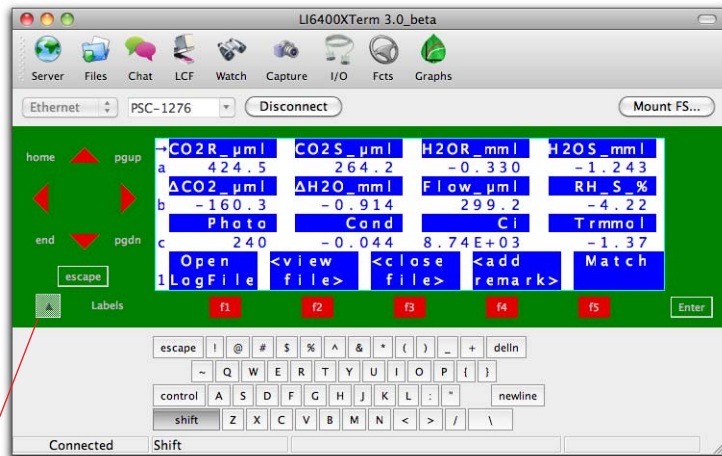 LI6400XTerm 3.0_beta
Server Files Chat LCF Watch Capture I/O Fcts Graphs
Ethernet PSC-1276 Disconnect Mount FS...
home pgup
end pgdn
escape
→CO2R_µml CO2S_µml H2OR_mml H2OS_mml
a 424.5 264.2 -0.330 -1.243
ΔCO2_µml ΔH2O_mml Flow_µml RH_S_%
b -160.3 -0.914 299.2 -4.22
Photo Cond Ci Trmmol
c 240 -0.044 8.74E+03 -1.37
Open <view <close <add Match
1 LogFile file> file> remark>
Labels f1 f2 f3 f4 f5 Enter
escape ! @ # $ % ^ & * ( ) _ + delln
~ Q W E R T Y U I O P { }
control A S D F G H J K L : " newline
shift Z X C V B M N < > / \
Connected Shift